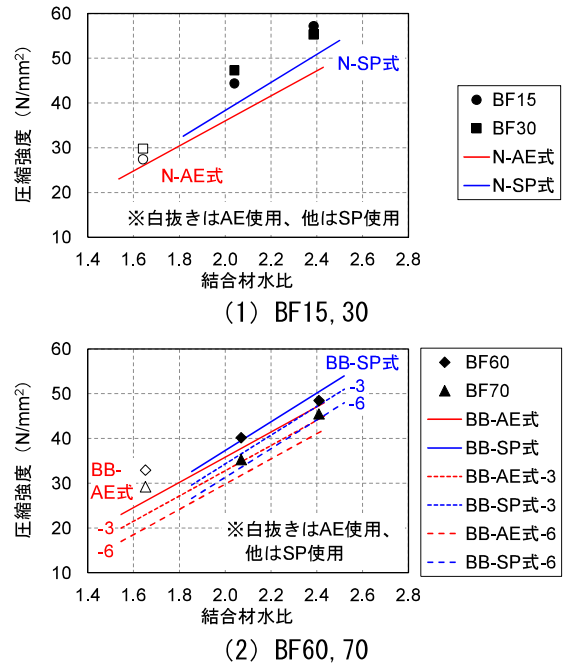 60
50
40
30
20
10
圧縮強度（N/mm²）
N-SP式
N-AE式
※白抜きはAE使用、他はSP使用
1.4 1.6 1.8 2.0 2.2 2.4 2.6 2.8
結合材水比
BF15
BF30
N-AE式
N-SP式
(1) BF15, 30
60
50
40
30
20
10
圧縮強度（N/mm²）
BB-SP式
-3
-6
BB-
AE式
-3
-6
※白抜きはAE使用、
他はSP使用
1.4 1.6 1.8 2.0 2.2 2.4 2.6 2.8
結合材水比
BF60
BF70
BB-AE式
BB-SP式
BB-AE式-3
BB-SP式-3
BB-AE式-6
BB-SP式-6
(2) BF60, 70